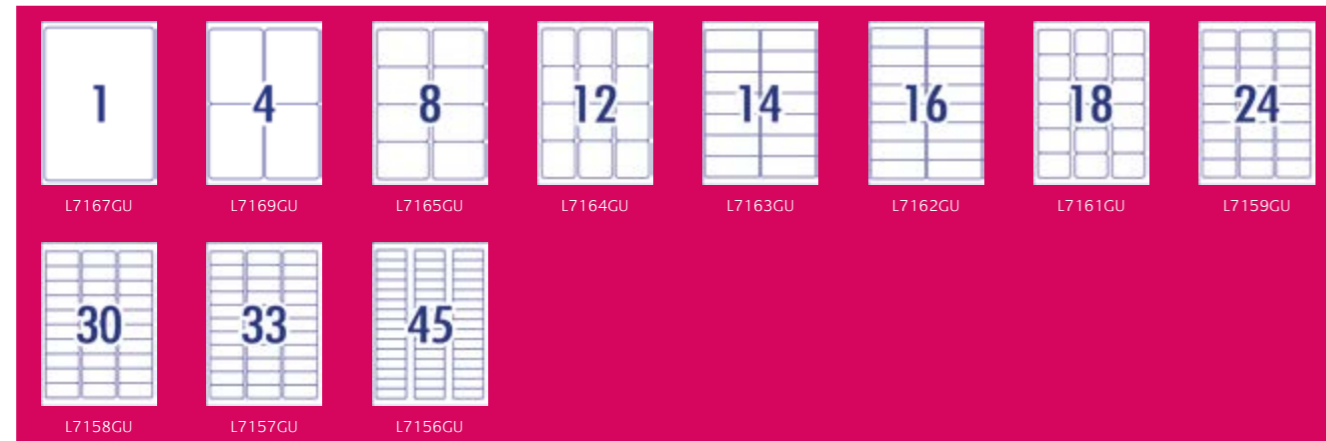 1 4 8 12 14 16 18 24
L7167GU L7169GU L7165GU L7164GU L7163GU L7162GU L7161GU L7159GU
30 33 45
L7158GU L7157GU L7156GU